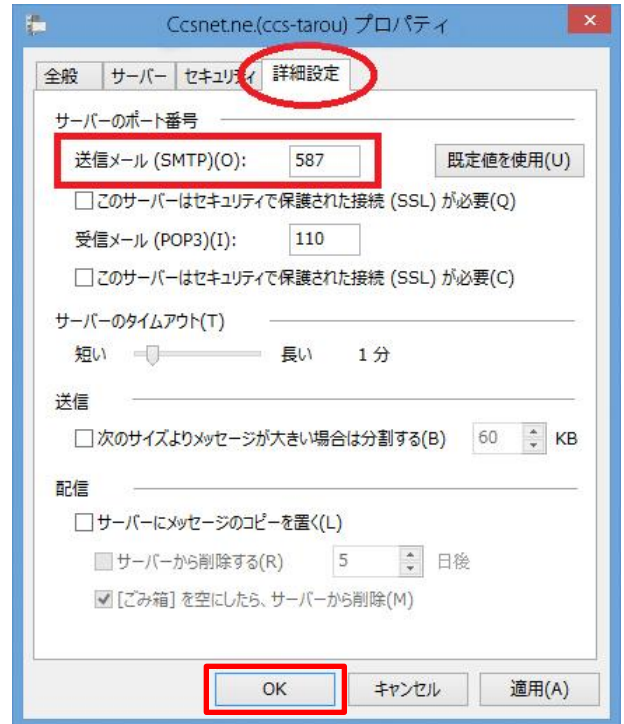 Ccsnet.ne.(ccs-tarou) プロパティ
全般 サーバー セキュリティ 詳細設定
サーバーのポート番号
送信メール (SMTP)(O): 587 既定値を使用(U)
このサーバーはセキュリティで保護された接続 (SSL) が必要(Q)
受信メール (POP3)(I): 110
このサーバーはセキュリティで保護された接続 (SSL) が必要(C)
サーバーのタイムアウト(T)
短い 長い 1 分
送信
次のサイズよりメッセージが大きい場合は分割する(B) 60 KB
配信
サーバーにメッセージのコピーを置く(L)
サーバーから削除する(R) 5 日後
[ごみ箱] を空にしたら、サーバーから削除(M)
OK キャンセル 適用(A)